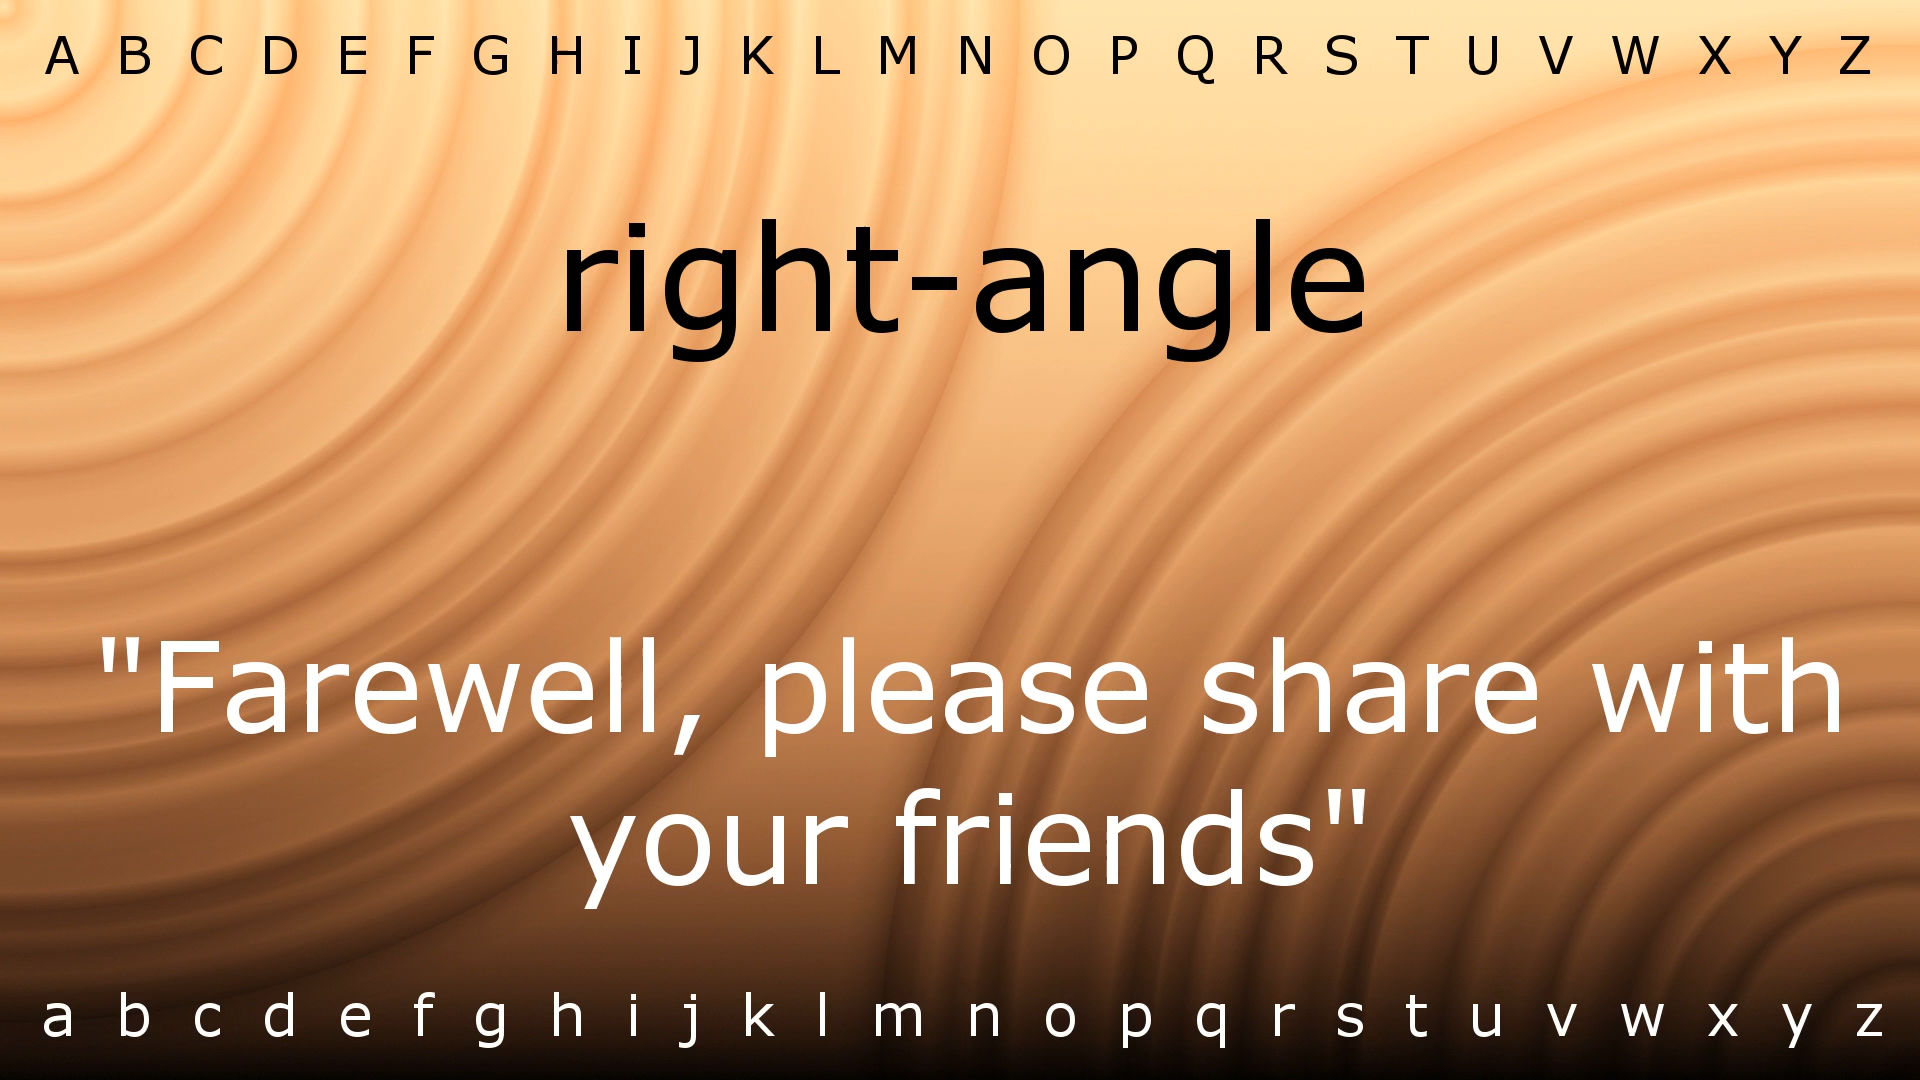 A B C D E F G H I J K L M N O P Q R S T U V W X Y Z
right-angle
"Farewell, please share with
your friends"
a b c d e f g h i j k l m n o p q r s t u v w x y z